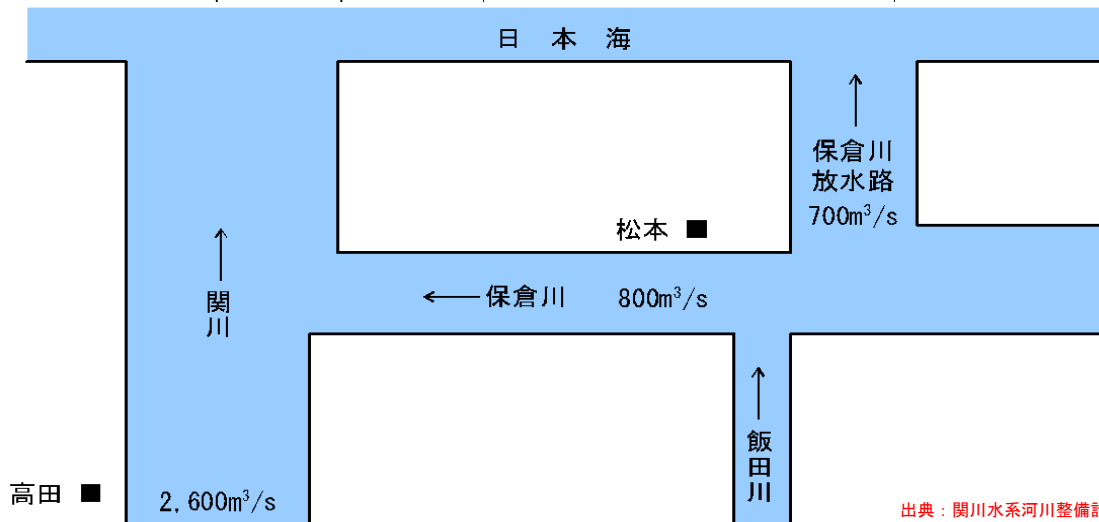 日本海
保倉川
放水路
700m³/s
松本 ■
関川
←保倉川 800m³/s
飯田川
高田 ■
2,600m³/s
出典:関川水系河川整備計